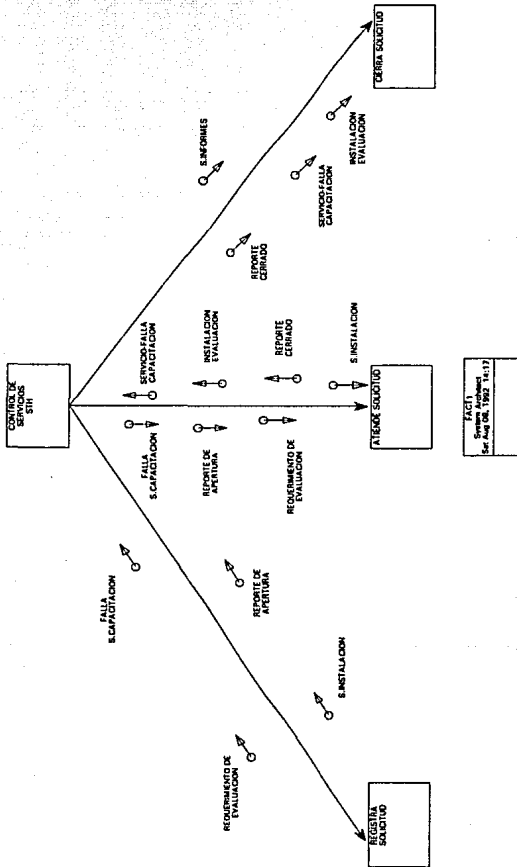 CONTROL DE
SERVICIOS
STH
FALLA
S.CAPACITACION
REPORTE DE
APERTURA
REQUERIMIENTO DE
EVALUACION
S.INSTALACION
REGISTRA
SOLICITUD
FALLA
S.CAPACITACION
REPORTE DE
APERTURA
REQUERIMIENTO DE
EVALUACION
SERVICIO-FALLA
CAPACITACION
INSTALACION
EVALUACION
REPORTE
CERRADO
S.INSTALACION
ATIENDE SOLICITUD
S.INFORMES
REPORTE
CERRADO
SERVICIO-FALLA
CAPACITACION
INSTALACION
EVALUACION
CIERRA SOLICITUD
FACT1
System Architect
Sat Aug 08, 1992 14:17